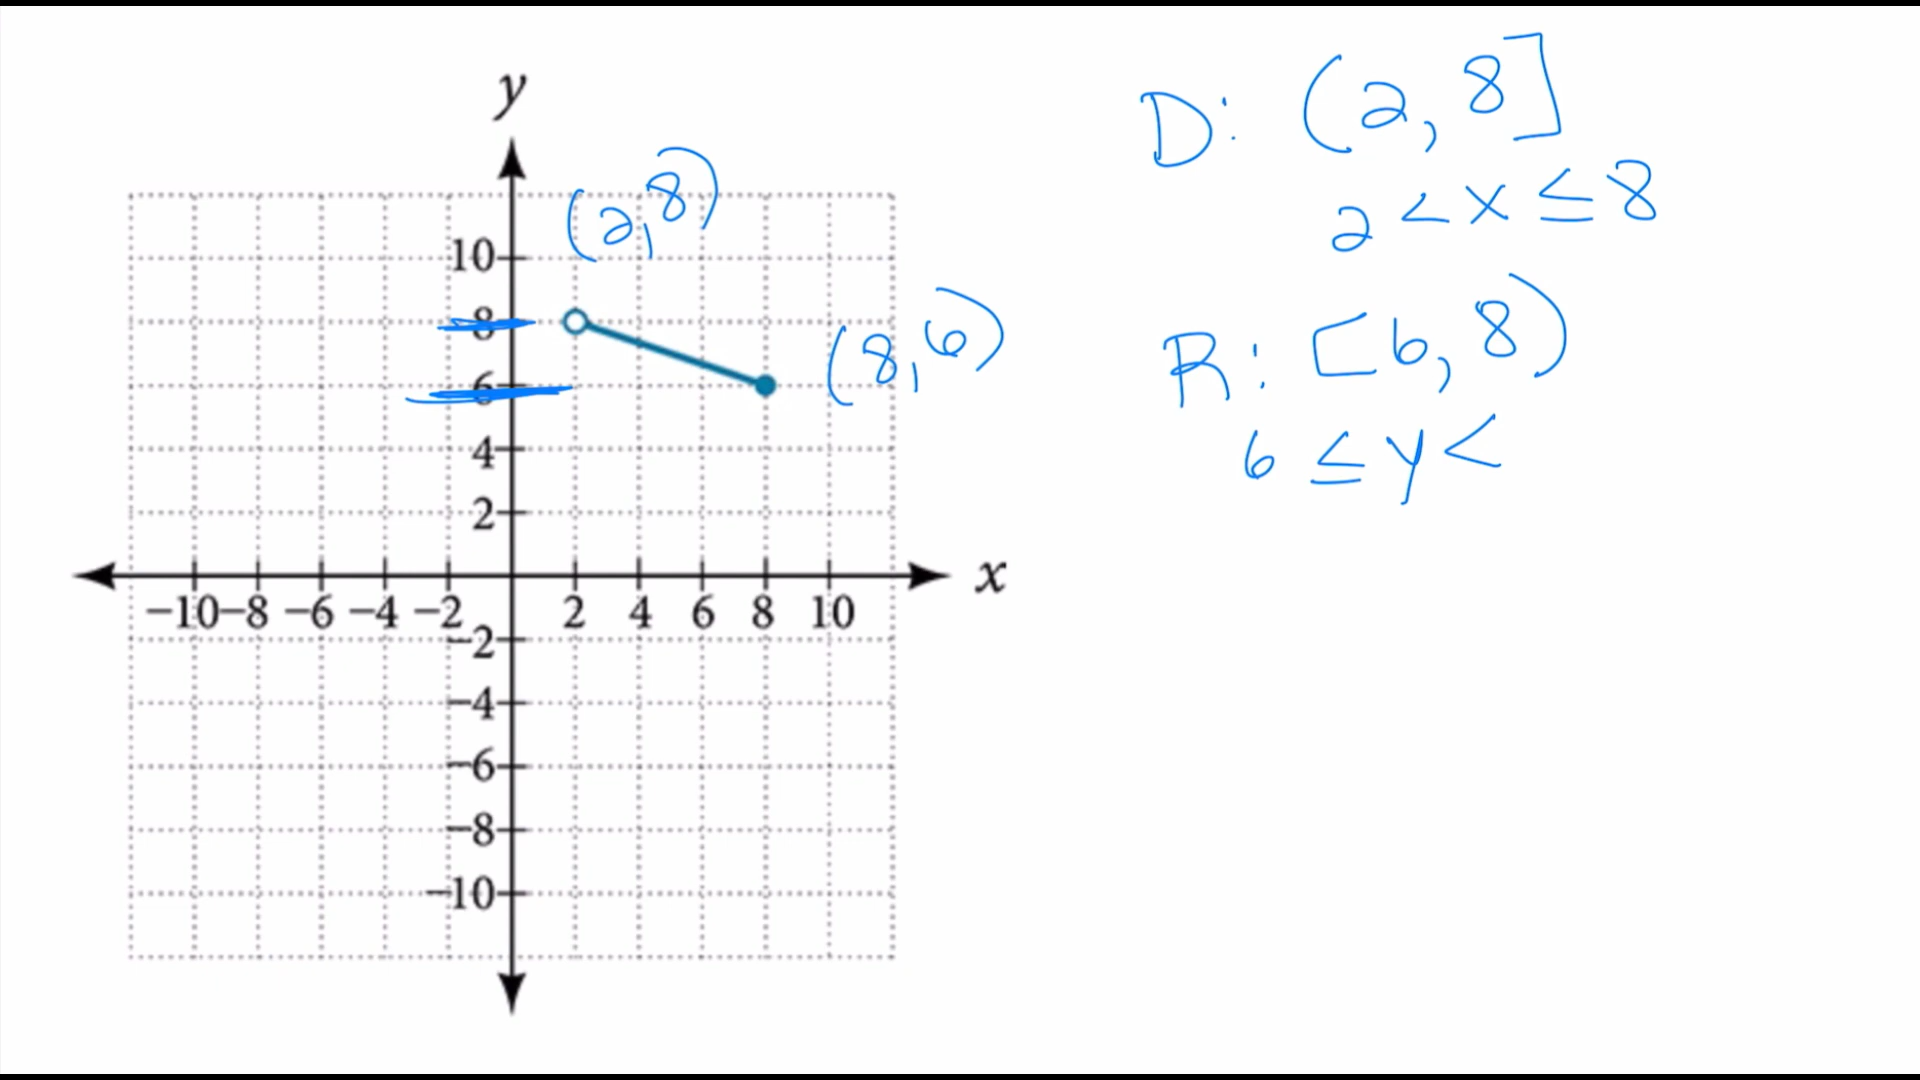 y
D: (2, 8]
2 < x ≤ 8
(2,8)
10
8
(8,6)
R: [6, 8)
6
6 ≤ y <
4
2
x
−10 −8 −6 −4 −2 2 4 6 8 10
−2
−4
−6
−8
−10